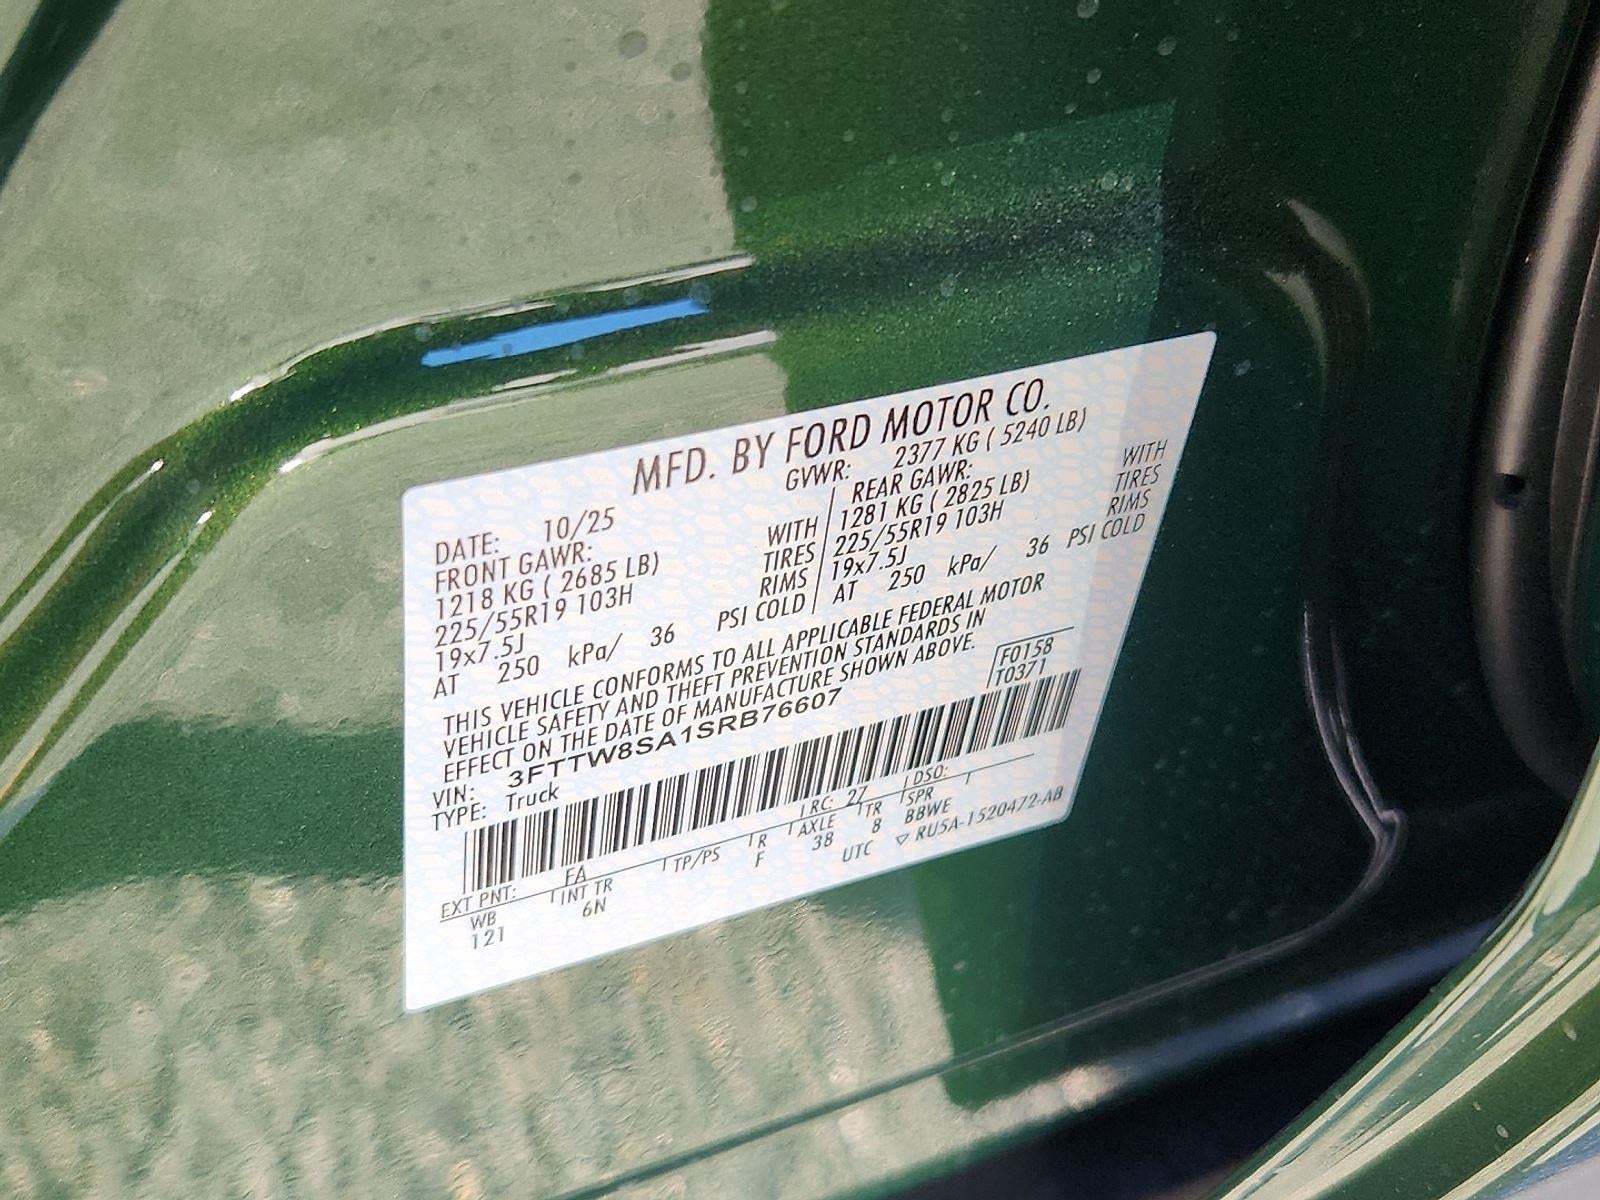 MFD. BY FORD MOTOR CO.
DATE: 10/25 GVWR: 2377 KG ( 5240 LB)
FRONT GAWR: REAR GAWR:
1218 KG ( 2685 LB) WITH 1281 KG ( 2825 LB) WITH
225/55R19 103H TIRES 225/55R19 103H TIRES
19x7.5J RIMS 19x7.5J RIMS
AT 250 kPa/ 36 PSI COLD AT 250 kPa/ 36 PSI COLD
THIS VEHICLE CONFORMS TO ALL APPLICABLE FEDERAL MOTOR
VEHICLE SAFETY AND THEFT PREVENTION STANDARDS IN
EFFECT ON THE DATE OF MANUFACTURE SHOWN ABOVE.
VIN: 3FTTW8SA1SRB76607 F0158
TYPE: Truck T0371
EXT PNT: FA RC: 27 DSO:
WB INT TR TP/PS R AXLE TR SPR
121 6N F 38 8 BBWE
UTC ▽ RU5A-1520472-AB